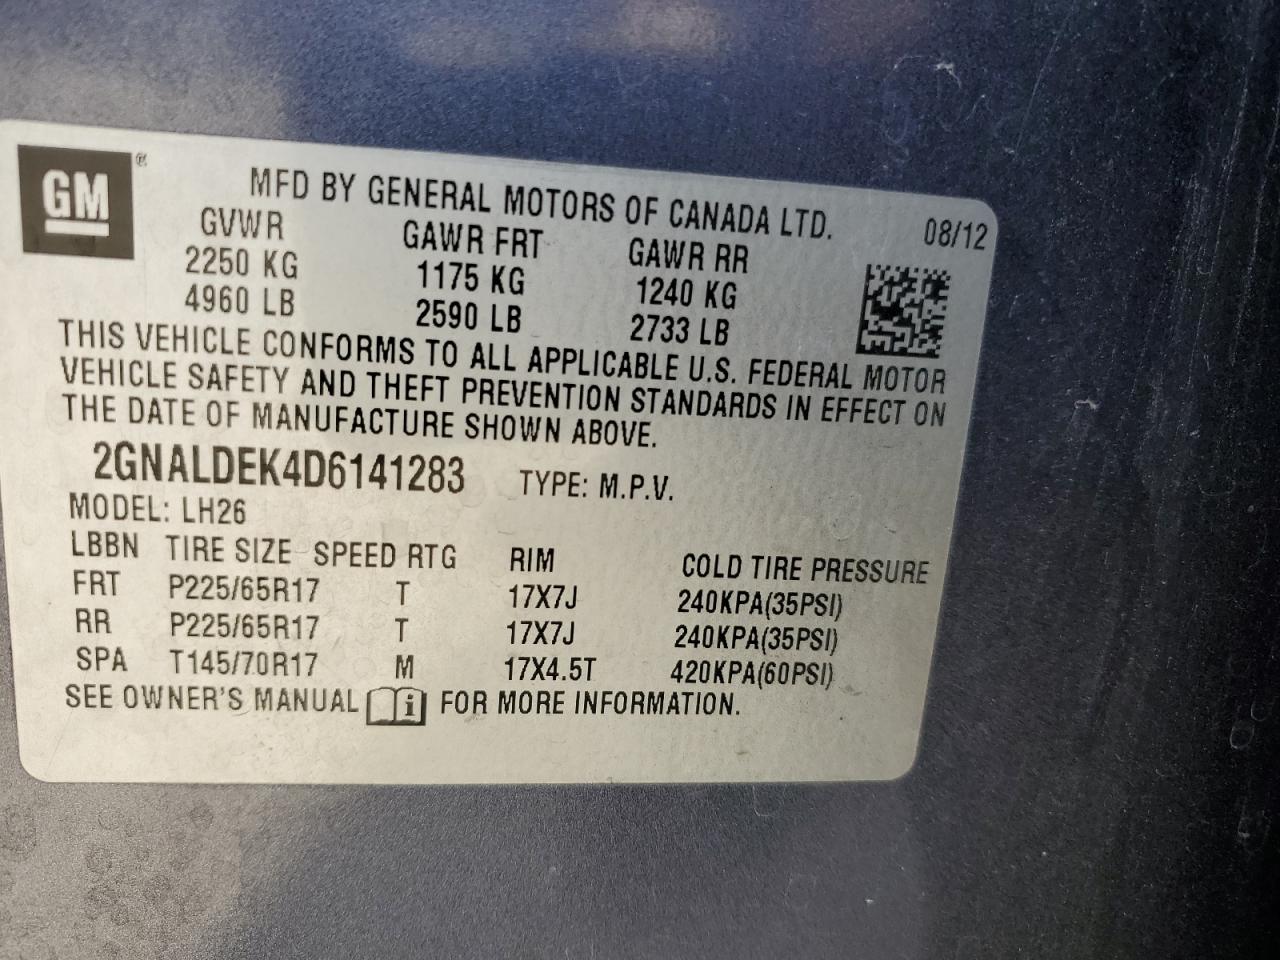 GM®
MFD BY GENERAL MOTORS OF CANADA LTD.
08/12
GVWR GAWR FRT GAWR RR
2250 KG 1175 KG 1240 KG
4960 LB 2590 LB 2733 LB
THIS VEHICLE CONFORMS TO ALL APPLICABLE U.S. FEDERAL MOTOR
VEHICLE SAFETY AND THEFT PREVENTION STANDARDS IN EFFECT ON
THE DATE OF MANUFACTURE SHOWN ABOVE.
2GNALDEK4D6141283 TYPE: M.P.V.
MODEL: LH26
LBBN TIRE SIZE SPEED RTG RIM COLD TIRE PRESSURE
FRT P225/65R17 T 17X7J 240KPA(35PSI)
RR P225/65R17 T 17X7J 240KPA(35PSI)
SPA T145/70R17 M 17X4.5T 420KPA(60PSI)
SEE OWNER'S MANUAL i FOR MORE INFORMATION.